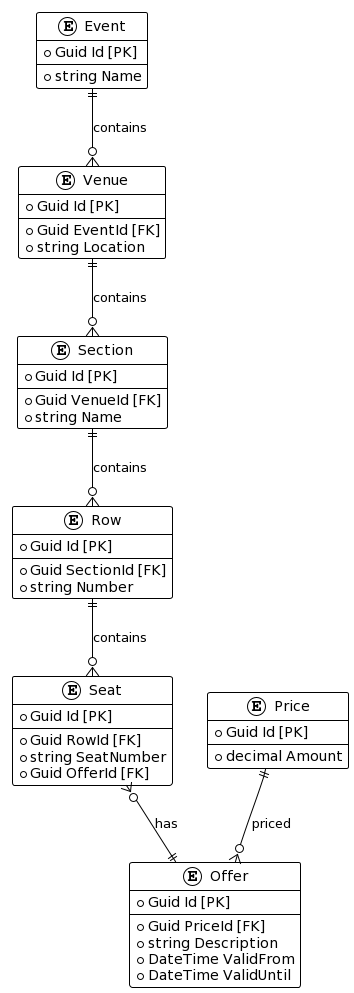 E Event
Guid Id [PK]
string Name
contains
E Venue
Guid Id [PK]
Guid EventId [FK]
string Location
contains
E Section
Guid Id [PK]
Guid VenueId [FK]
string Name
contains
E Row
Guid Id [PK]
Guid SectionId [FK]
string Number
contains
E Seat
Guid Id [PK]
Guid RowId [FK]
string SeatNumber
Guid OfferId [FK]
E Price
Guid Id [PK]
decimal Amount
has
priced
E Offer
Guid Id [PK]
Guid PriceId [FK]
string Description
DateTime ValidFrom
DateTime ValidUntil